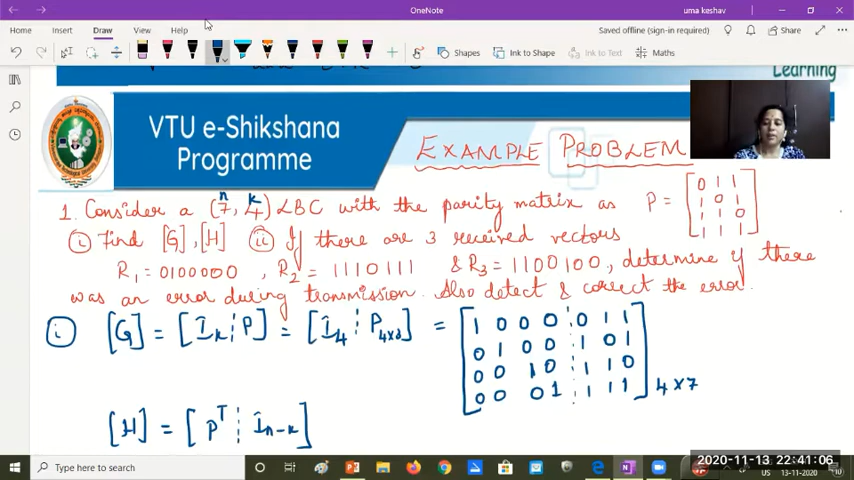 OneNote
uma keshav
Home Insert Draw View Help
Saved offline Share
Shapes Ink to Shape Ink to Text Maths
Learning
VTU e-Shikshana
Programme
EXAMPLE PROBLEM
1. Consider a (7, 4) LBC with the parity matrix as P = [0 1 1
n k
1 0 1
1 1 0
1 1 1]
(i) Find [G], [H] (ii) If there are 3 received vectors
R1 = 0100000, R2 = 1110111 & R3 = 1100100, determine if there
was an error during transmission. Also detect & correct the error.
(i) [G] = [Ik ¦ P] = [I4 ¦ P4x3] = [1 0 0 0 ¦ 0 1 1
0 1 0 0 ¦ 1 0 1
0 0 1 0 ¦ 1 1 0
0 0 0 1 ¦ 1 1 1] 4 x 7
[H] = [P^T ¦ In-k]
2020-11-13 22:41:06
Type here to search
13-11-2020